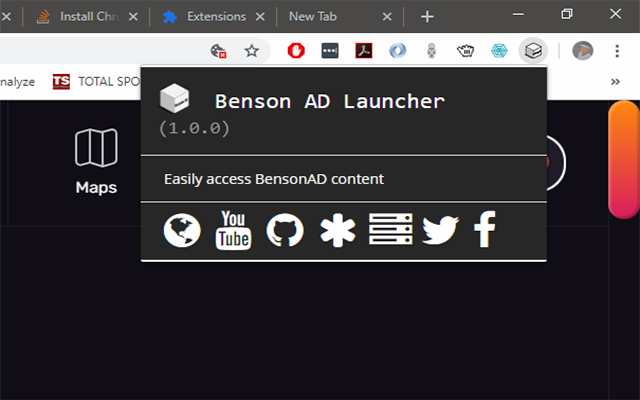 Install Chr
Extensions
New Tab
nalyze
TS TOTAL SPO
Benson AD Launcher
(1.0.0)
Maps
Easily access BensonAD content
You
Tube